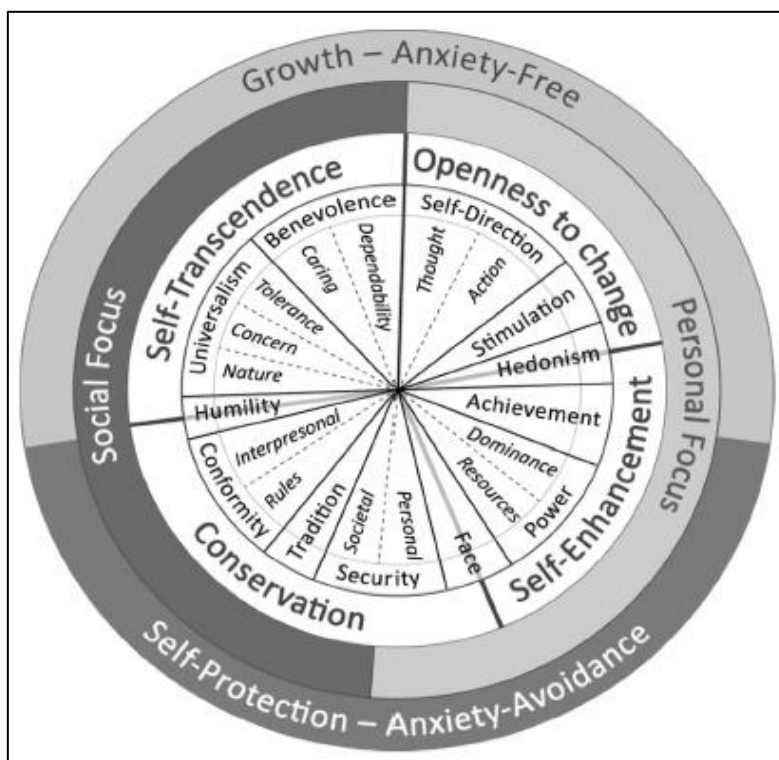 Growth – Anxiety-Free
Social Focus
Personal Focus
Self-Protection – Anxiety-Avoidance
Self-Transcendence
Openness to change
Self-Enhancement
Conservation
Benevolence
Caring
Dependability
Self-Direction
Thought
Action
Stimulation
Hedonism
Achievement
Dominance
Resources
Power
Face
Personal
Societal
Security
Tradition
Rules
Interpresonal
Conformity
Humility
Nature
Concern
Tolerance
Universalism